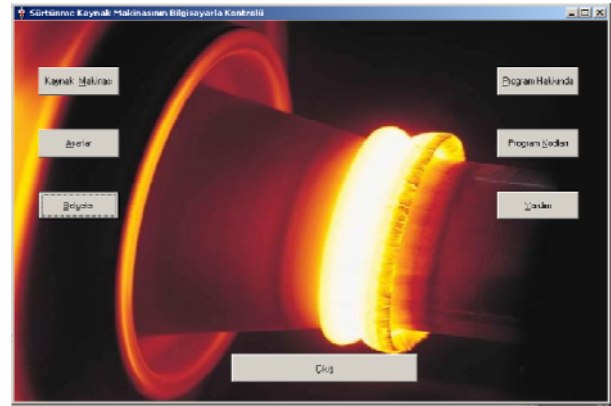 Sürtünme Kaynak Makinasının Bilgisayarla Kontrolü
Kaynak Makinası
Ayarlar
Belgeler
Program Hakkında
Program Kodları
Yardım
Çıkış